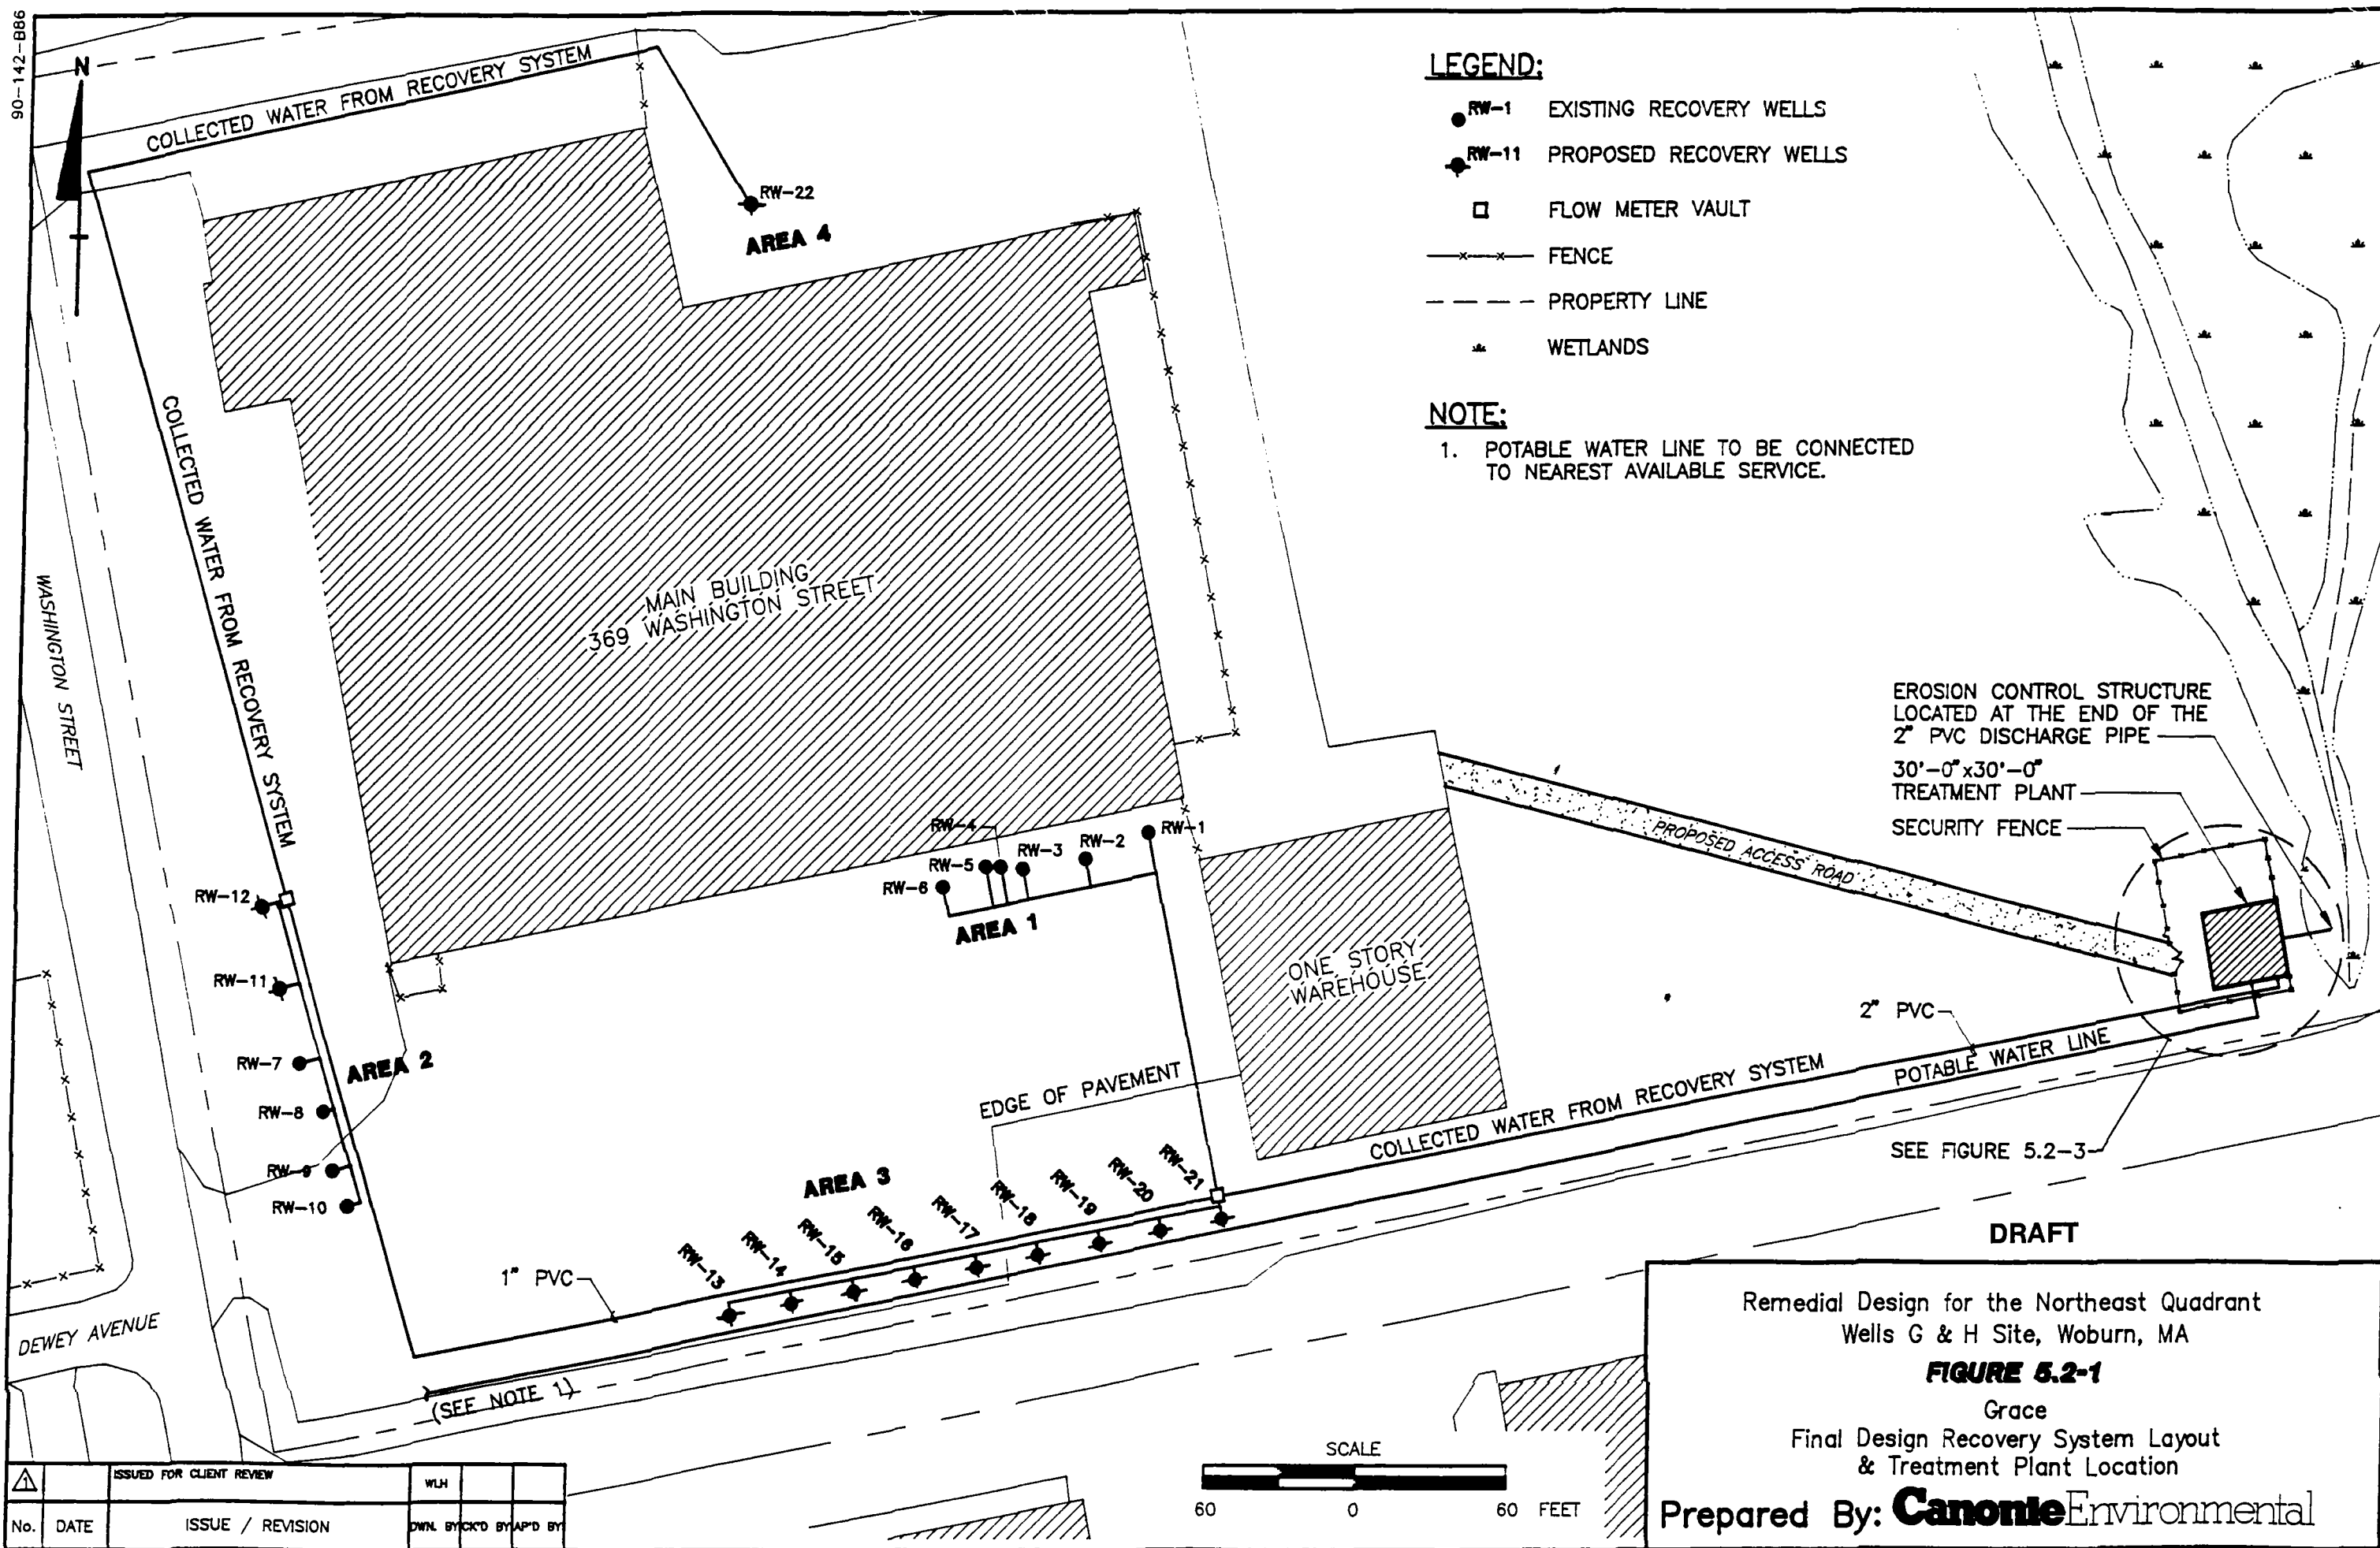 90-142-B86
N
COLLECTED WATER FROM RECOVERY SYSTEM
RW-22
AREA 4
LEGEND:
RW-1 EXISTING RECOVERY WELLS
RW-11 PROPOSED RECOVERY WELLS
FLOW METER VAULT
FENCE
PROPERTY LINE
WETLANDS
NOTE:
1. POTABLE WATER LINE TO BE CONNECTED
TO NEAREST AVAILABLE SERVICE.
COLLECTED WATER FROM RECOVERY SYSTEM
WASHINGTON STREET
MAIN BUILDING
369 WASHINGTON STREET
EROSION CONTROL STRUCTURE
LOCATED AT THE END OF THE
2" PVC DISCHARGE PIPE
30'-0"x30'-0"
TREATMENT PLANT
SECURITY FENCE
PROPOSED ACCESS ROAD
RW-4
RW-1
RW-2
RW-3
RW-5
RW-6
AREA 1
RW-12
RW-11
RW-7
AREA 2
RW-8
RW-9
RW-10
ONE STORY
WAREHOUSE
EDGE OF PAVEMENT
2" PVC
COLLECTED WATER FROM RECOVERY SYSTEM
POTABLE WATER LINE
SEE FIGURE 5.2-3
AREA 3
RW-13
RW-14
RW-15
RW-16
RW-17
RW-18
RW-19
RW-20
RW-21
1" PVC
(SEE NOTE 1)
DEWEY AVENUE
DRAFT
Remedial Design for the Northeast Quadrant
Wells G & H Site, Woburn, MA
FIGURE 5.2-1
Grace
Final Design Recovery System Layout
& Treatment Plant Location
Prepared By: Canonie Environmental
SCALE
60 0 60 FEET
1 ISSUED FOR CLIENT REVIEW WLH
No. DATE ISSUE / REVISION DWN. BY CK'D BY AP'D BY